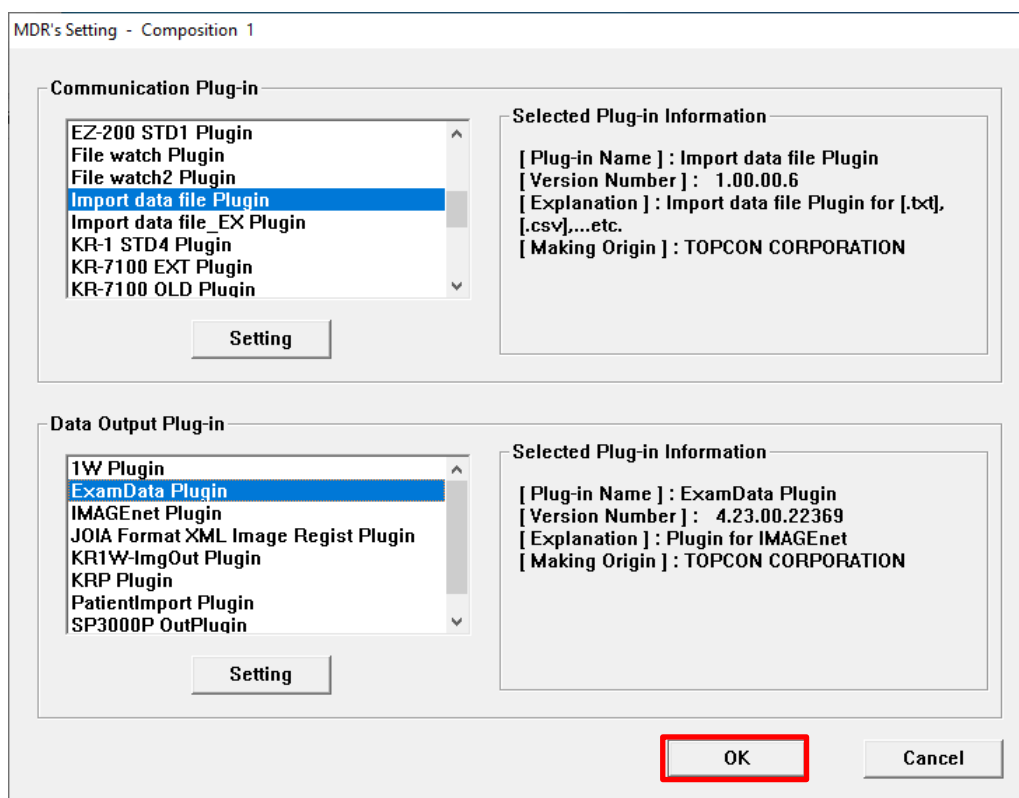 MDR's Setting - Composition 1
Communication Plug-in
EZ-200 STD1 Plugin
File watch Plugin
File watch2 Plugin
Import data file Plugin
Import data file_EX Plugin
KR-1 STD4 Plugin
KR-7100 EXT Plugin
KR-7100 OLD Plugin
Setting
Selected Plug-in Information
[ Plug-in Name ] : Import data file Plugin
[ Version Number ] : 1.00.00.6
[ Explanation ] : Import data file Plugin for [.txt],
[.csv],...etc.
[ Making Origin ] : TOPCON CORPORATION
Data Output Plug-in
1W Plugin
ExamData Plugin
IMAGEnet Plugin
JOIA Format XML Image Regist Plugin
KR1W-ImgOut Plugin
KRP Plugin
PatientImport Plugin
SP3000P OutPlugin
Setting
Selected Plug-in Information
[ Plug-in Name ] : ExamData Plugin
[ Version Number ] : 4.23.00.22369
[ Explanation ] : Plugin for IMAGEnet
[ Making Origin ] : TOPCON CORPORATION
OK
Cancel